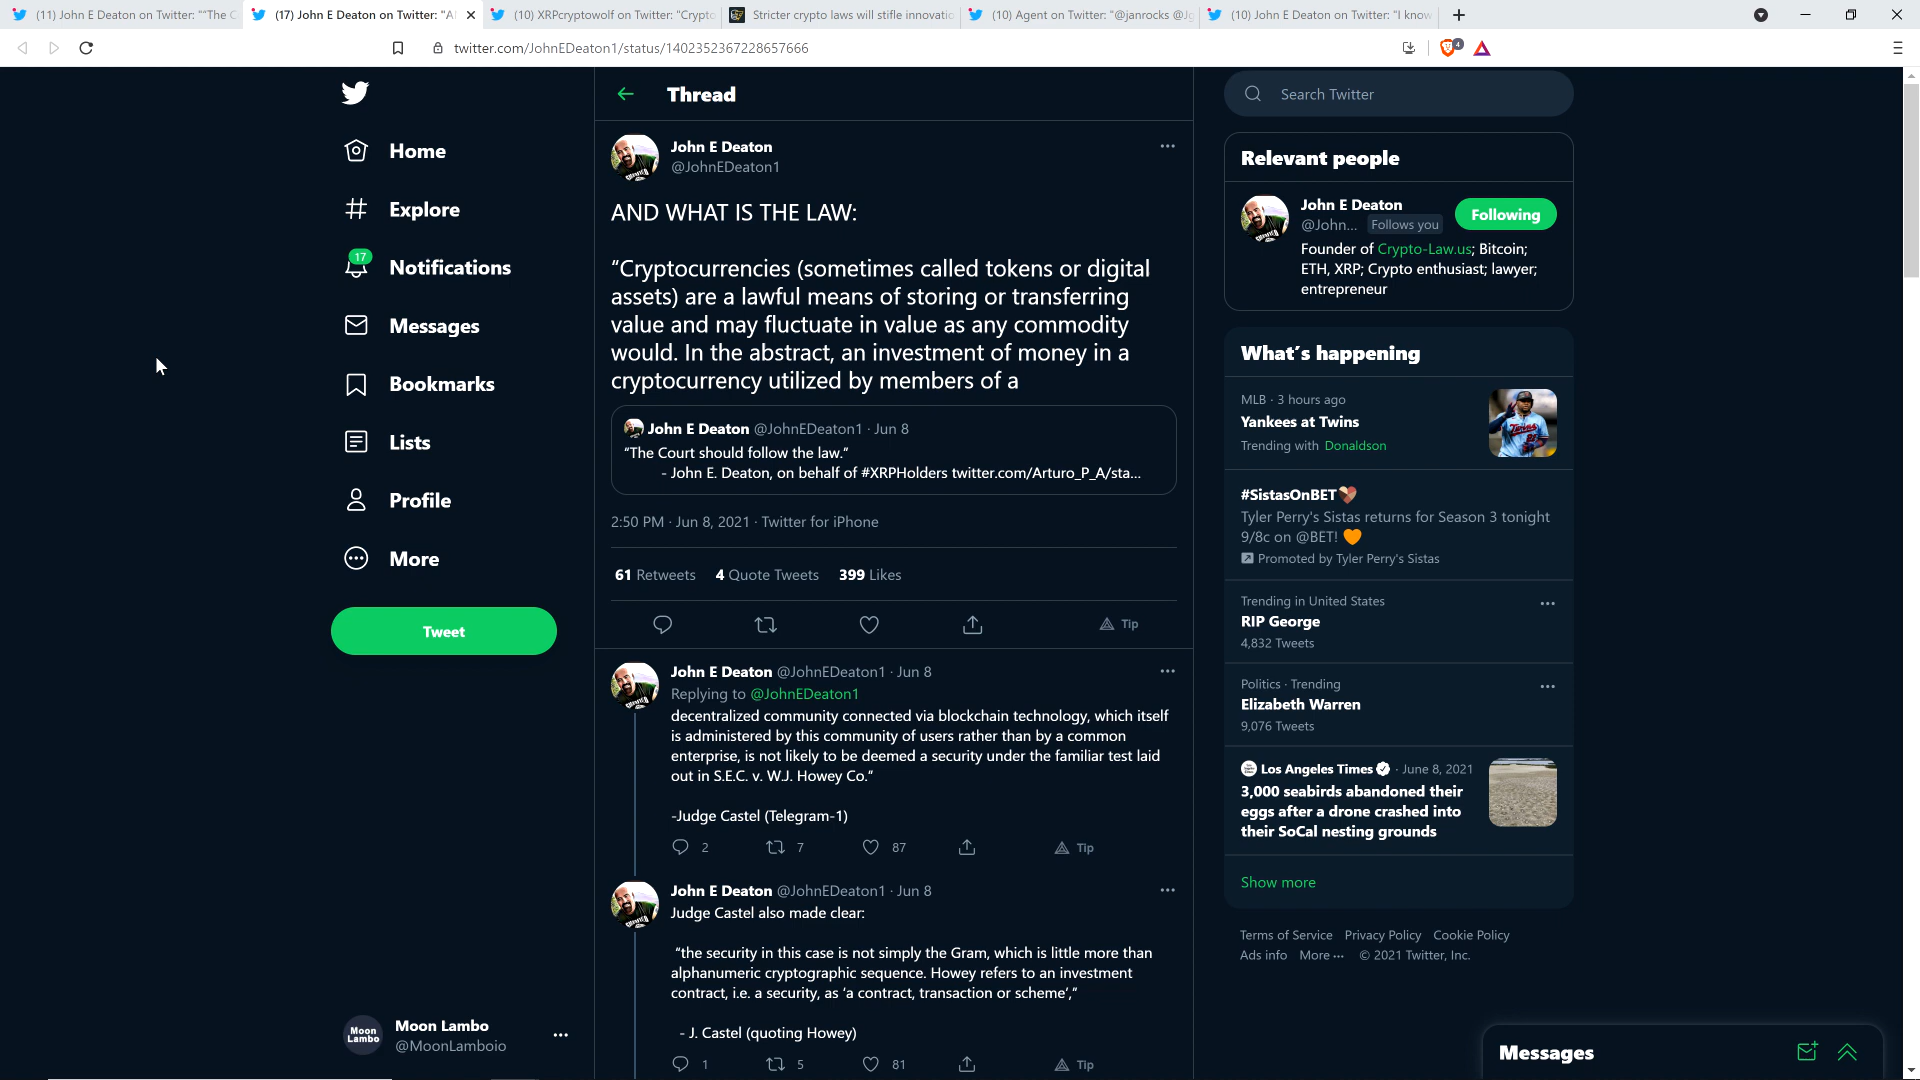 (11) John E Deaton on Twitter: "“The C
(17) John E Deaton on Twitter: "A
(10) XRPcryptowolf on Twitter: "Crypto
Stricter crypto laws will stifle innovatio
(10) Agent on Twitter: "@janrocks @Jg
(10) John E Deaton on Twitter: "I know
twitter.com/JohnEDeaton1/status/1402352367228657666
4
Home
Explore
17
Notifications
Messages
Bookmarks
Lists
Profile
More
Tweet
Moon Lambo
Moon Lambo
@MoonLamboio
Thread
John E Deaton
@JohnEDeaton1
AND WHAT IS THE LAW:
“Cryptocurrencies (sometimes called tokens or digital
assets) are a lawful means of storing or transferring
value and may fluctuate in value as any commodity
would. In the abstract, an investment of money in a
cryptocurrency utilized by members of a
John E Deaton @JohnEDeaton1 · Jun 8
“The Court should follow the law.”
- John E. Deaton, on behalf of #XRPHolders twitter.com/Arturo_P_A/sta...
2:50 PM · Jun 8, 2021 · Twitter for iPhone
61 Retweets 4 Quote Tweets 399 Likes
Tip
John E Deaton @JohnEDeaton1 · Jun 8
Replying to @JohnEDeaton1
decentralized community connected via blockchain technology, which itself
is administered by this community of users rather than by a common
enterprise, is not likely to be deemed a security under the familiar test laid
out in S.E.C. v. W.J. Howey Co.”
-Judge Castel (Telegram-1)
2 7 87 Tip
John E Deaton @JohnEDeaton1 · Jun 8
Judge Castel also made clear:
“the security in this case is not simply the Gram, which is little more than
alphanumeric cryptographic sequence. Howey refers to an investment
contract, i.e. a security, as ‘a contract, transaction or scheme’,”
- J. Castel (quoting Howey)
1 5 81 Tip
Search Twitter
Relevant people
John E Deaton
@John... Follows you
Following
Founder of Crypto-Law.us; Bitcoin;
ETH, XRP; Crypto enthusiast; lawyer;
entrepreneur
What’s happening
MLB · 3 hours ago
Yankees at Twins
Trending with Donaldson
#SistasOnBET
Tyler Perry's Sistas returns for Season 3 tonight
9/8c on @BET!
Promoted by Tyler Perry's Sistas
Trending in United States
RIP George
4,832 Tweets
Politics · Trending
Elizabeth Warren
9,076 Tweets
Los Angeles Times · June 8, 2021
3,000 seabirds abandoned their
eggs after a drone crashed into
their SoCal nesting grounds
Show more
Terms of Service Privacy Policy Cookie Policy
Ads info More ··· © 2021 Twitter, Inc.
Messages